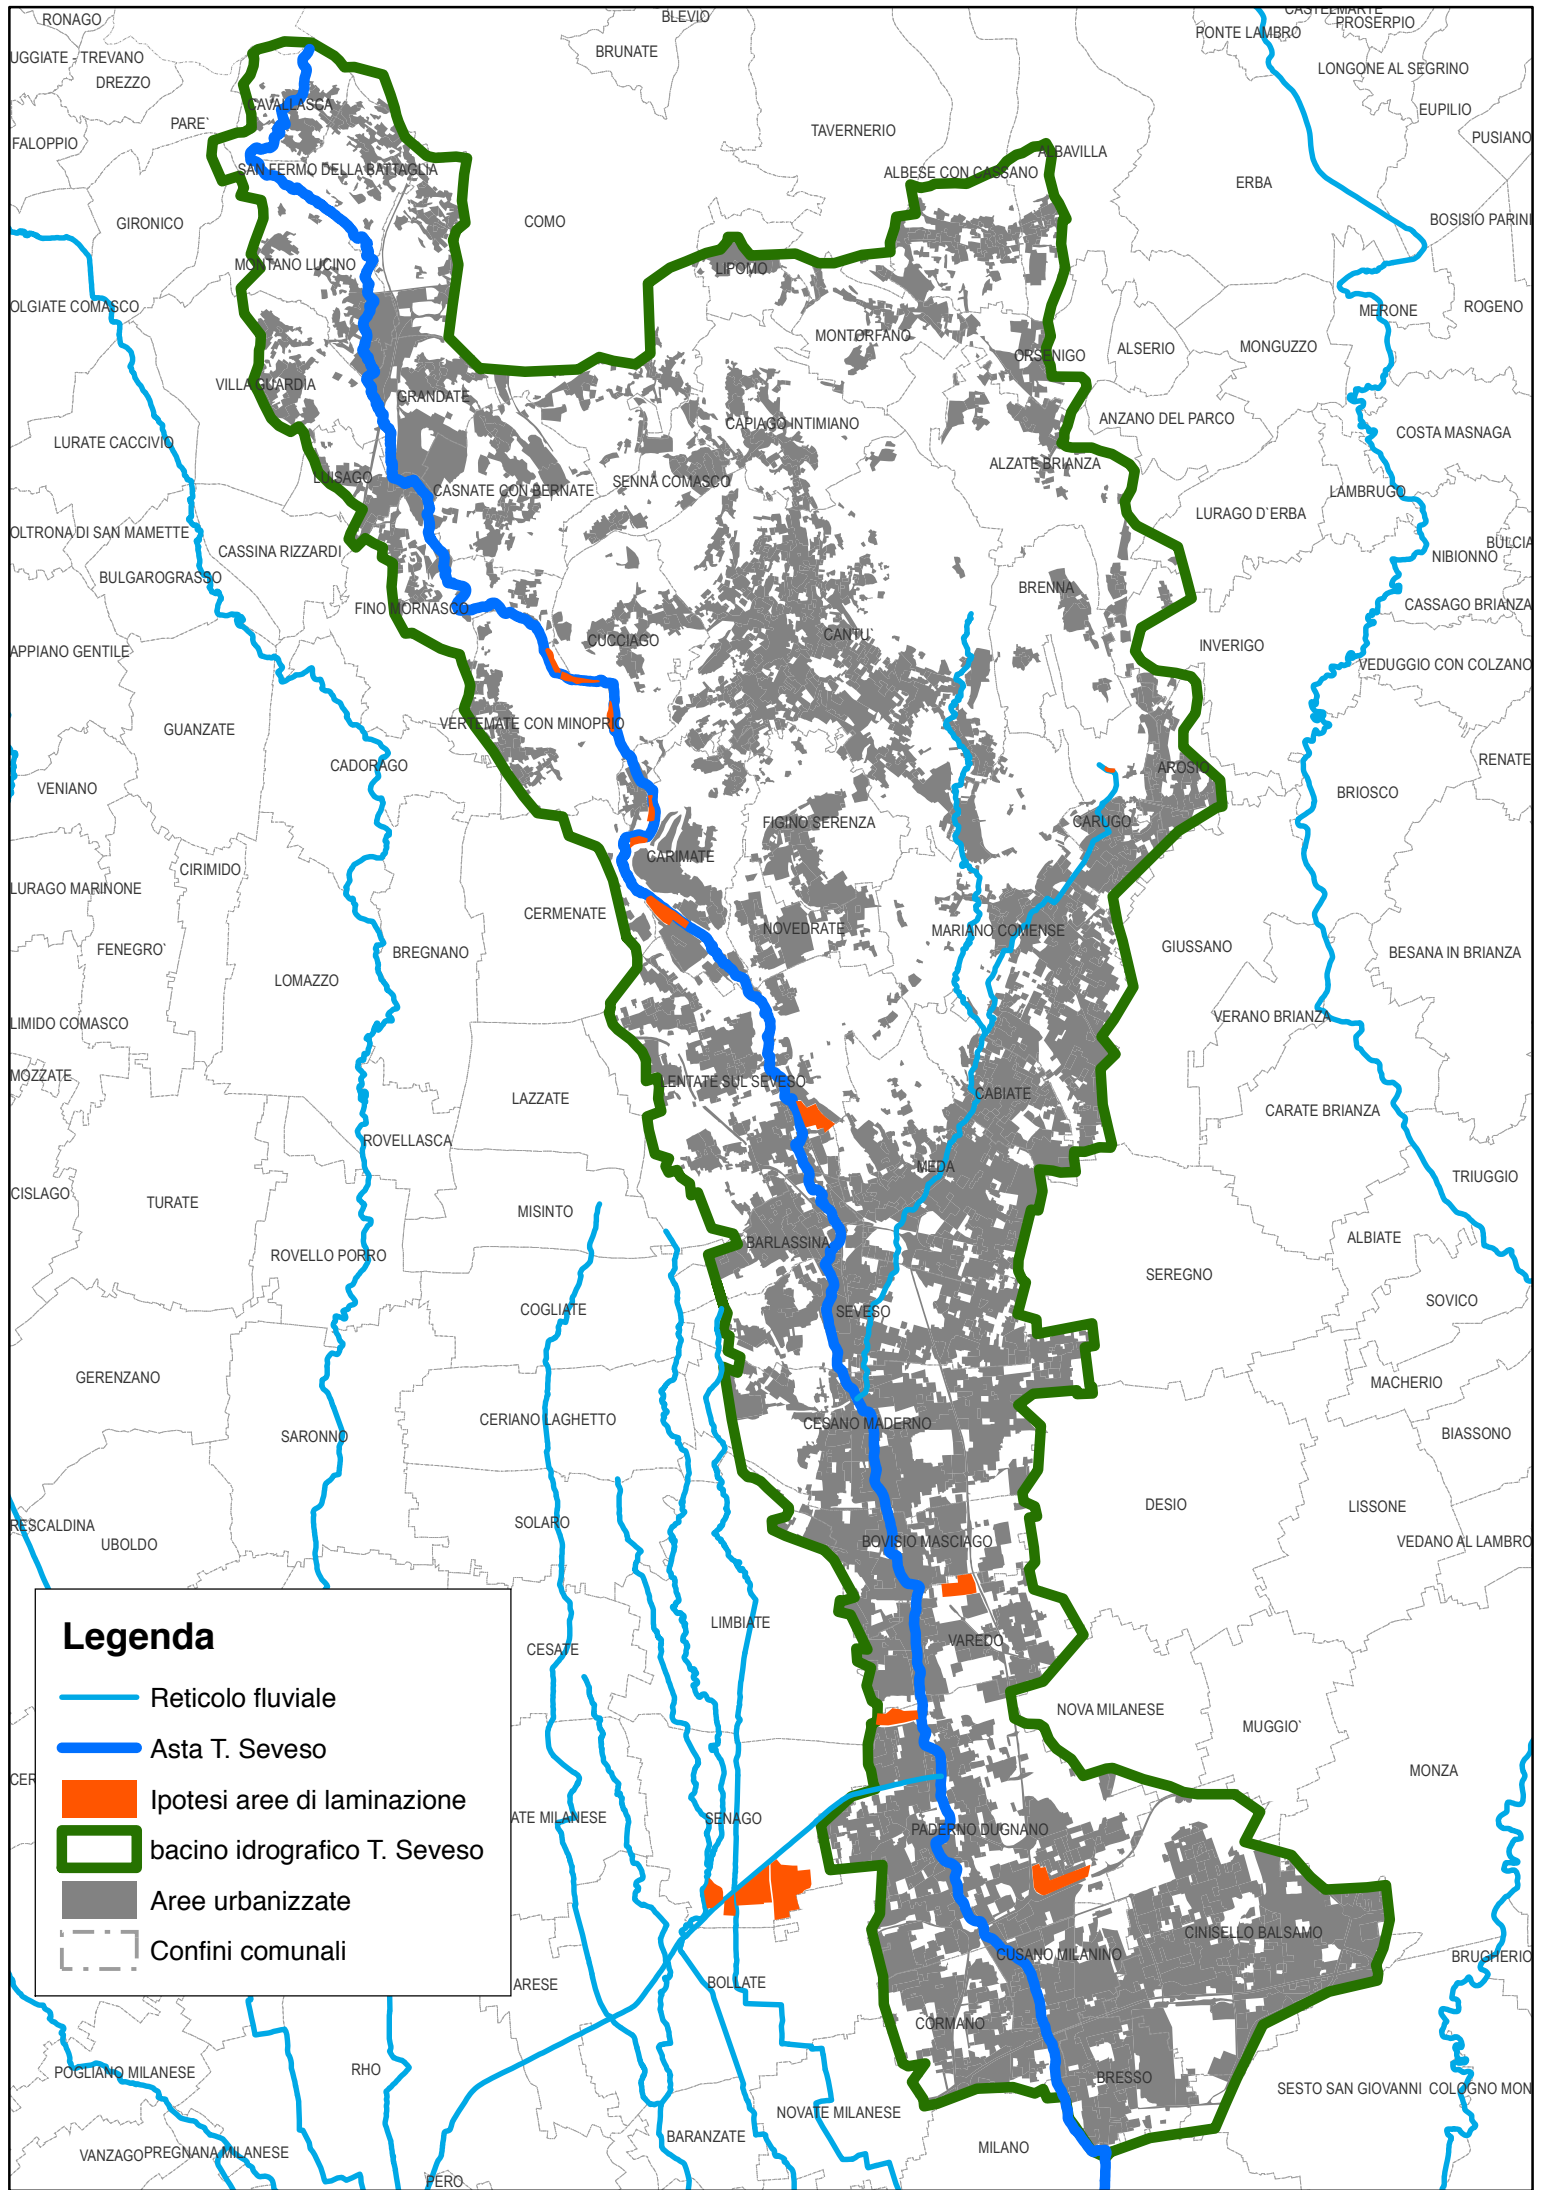 RONAGO
BLEVIO
CASTELMARTE
PROSERPIO
PONTE LAMBRO
BRUNATE
UGGIATE - TREVANO
LONGONE AL SEGRINO
DREZZO
CAVALLASCA
EUPILIO
PARE`
TAVERNERIO
PUSIANO
FALOPPIO
ALBAVILLA
SAN FERMO DELLA BATTAGLIA
ALBESE CON CASSANO
ERBA
GIRONICO
COMO
BOSISIO PARINI
MONTANO LUCINO
LIPOMO
OLGIATE COMASCO
MERONE
ROGENO
MONTORFANO
ORSENIGO
ALSERIO
MONGUZZO
VILLA GUARDIA
GRANDATE
CAPIAGO INTIMIANO
ANZANO DEL PARCO
COSTA MASNAGA
LURATE CACCIVIO
ALZATE BRIANZA
LUISAGO
CASNATE CON BERNATE
SENNA COMASCO
LAMBRUGO
LURAGO D`ERBA
OLTRONA DI SAN MAMETTE
CASSINA RIZZARDI
BULCIA
NIBIONNO
BULGAROGRASSO
BRENNA
FINO MORNASCO
CASSAGO BRIANZA
CUCCIAGO
CANTU`
INVERIGO
APPIANO GENTILE
VEDUGGIO CON COLZANO
GUANZATE
VERTEMATE CON MINOPRIO
CADORAGO
AROSIO
RENATE
VENIANO
BRIOSCO
FIGINO SERENZA
CARUGO
CARIMATE
CIRIMIDO
LURAGO MARINONE
CERMENATE
NOVEDRATE
MARIANO COMENSE
FENEGRO`
BREGNANO
GIUSSANO
BESANA IN BRIANZA
LOMAZZO
LIMIDO COMASCO
VERANO BRIANZA
MOZZATE
LENTATE SUL SEVESO
LAZZATE
CABIATE
CARATE BRIANZA
ROVELLASCA
MEDA
TRIUGGIO
CISLAGO
TURATE
MISINTO
BARLASSINA
ALBIATE
ROVELLO PORRO
SEREGNO
COGLIATE
SEVESO
SOVICO
GERENZANO
MACHERIO
CERIANO LAGHETTO
CESANO MADERNO
SARONNO
BIASSONO
DESIO
LISSONE
RESCALDINA
SOLARO
UBOLDO
BOVISIO MASCIAGO
VEDANO AL LAMBRO
LIMBIATE
CESATE
VAREDO
NOVA MILANESE
MUGGIO`
MONZA
CER
ATE MILANESE
SENAGO
PADERNO DUGNANO
CINISELLO BALSAMO
CUSANO MILANINO
BRUGHERIO
ARESE
BOLLATE
CORMANO
POGLIANO MILANESE
RHO
BRESSO
SESTO SAN GIOVANNI
COLOGNO MON
NOVATE MILANESE
BARANZATE
MILANO
VANZAGO
PREGNANA MILANESE
PERO
Legenda
Reticolo fluviale
Asta T. Seveso
Ipotesi aree di laminazione
bacino idrografico T. Seveso
Aree urbanizzate
Confini comunali